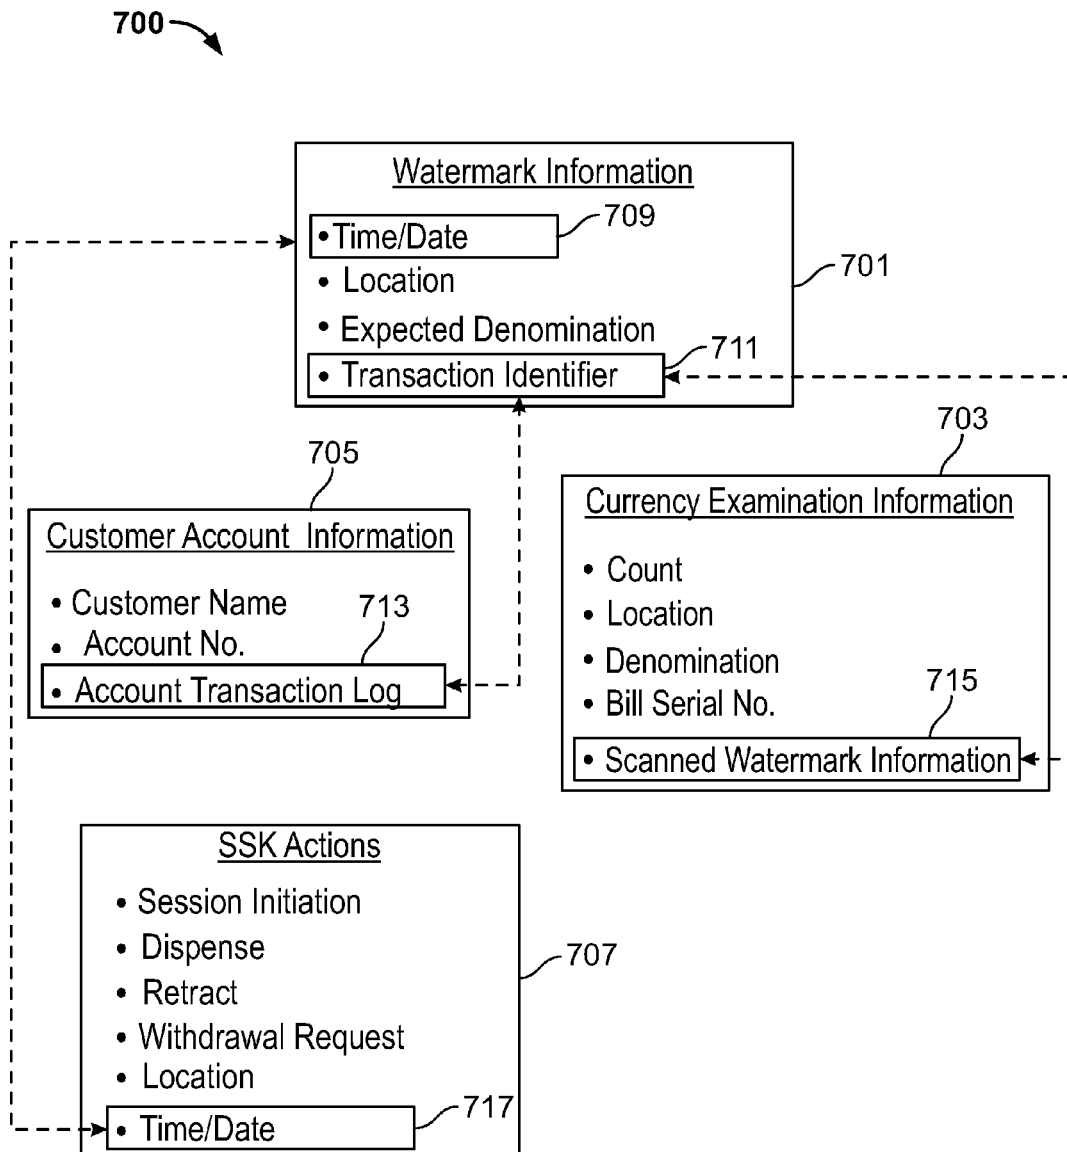 700
Watermark Information
• Time/Date
709
• Location
701
• Expected Denomination
• Transaction Identifier
711
705
Customer Account Information
• Customer Name
• Account No.
713
• Account Transaction Log
703
Currency Examination Information
• Count
• Location
• Denomination
• Bill Serial No.
715
• Scanned Watermark Information
SSK Actions
• Session Initiation
• Dispense
• Retract
• Withdrawal Request
• Location
• Time/Date
707
717